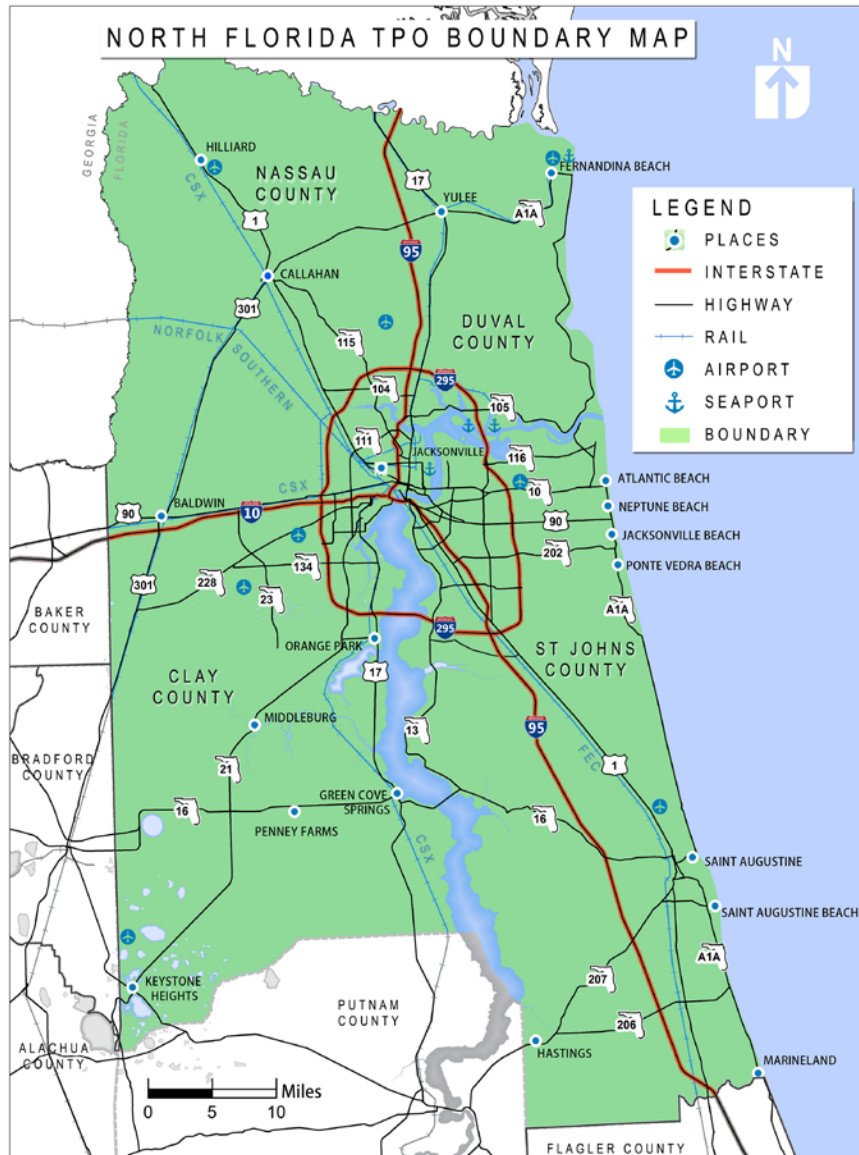 NORTH FLORIDA TPO BOUNDARY MAP
N
GEORGIA
FLORIDA
HILLIARD
NASSAU
COUNTY
CSX
1
17
YULEE
FERNANDINA BEACH
A1A
95
CALLAHAN
301
NORFOLK SOUTHERN
115
DUVAL
COUNTY
LEGEND
PLACES
INTERSTATE
HIGHWAY
RAIL
AIRPORT
SEAPORT
BOUNDARY
104
295
105
111
JACKSONVILLE
116
ATLANTIC BEACH
CSX
10
NEPTUNE BEACH
90
BALDWIN
10
90
JACKSONVILLE BEACH
202
PONTE VEDRA BEACH
301
228
134
23
A1A
BAKER
COUNTY
295
ORANGE PARK
ST JOHNS
COUNTY
CLAY
COUNTY
17
MIDDLEBURG
13
95
FEC
1
BRADFORD
COUNTY
21
GREEN COVE
SPRINGS
16
PENNEY FARMS
16
CSX
SAINT AUGUSTINE
SAINT AUGUSTINE BEACH
A1A
KEYSTONE
HEIGHTS
207
PUTNAM
COUNTY
206
ALACHUA
COUNTY
HASTINGS
MARINELAND
Miles
0 5 10
FLAGLER COUNTY